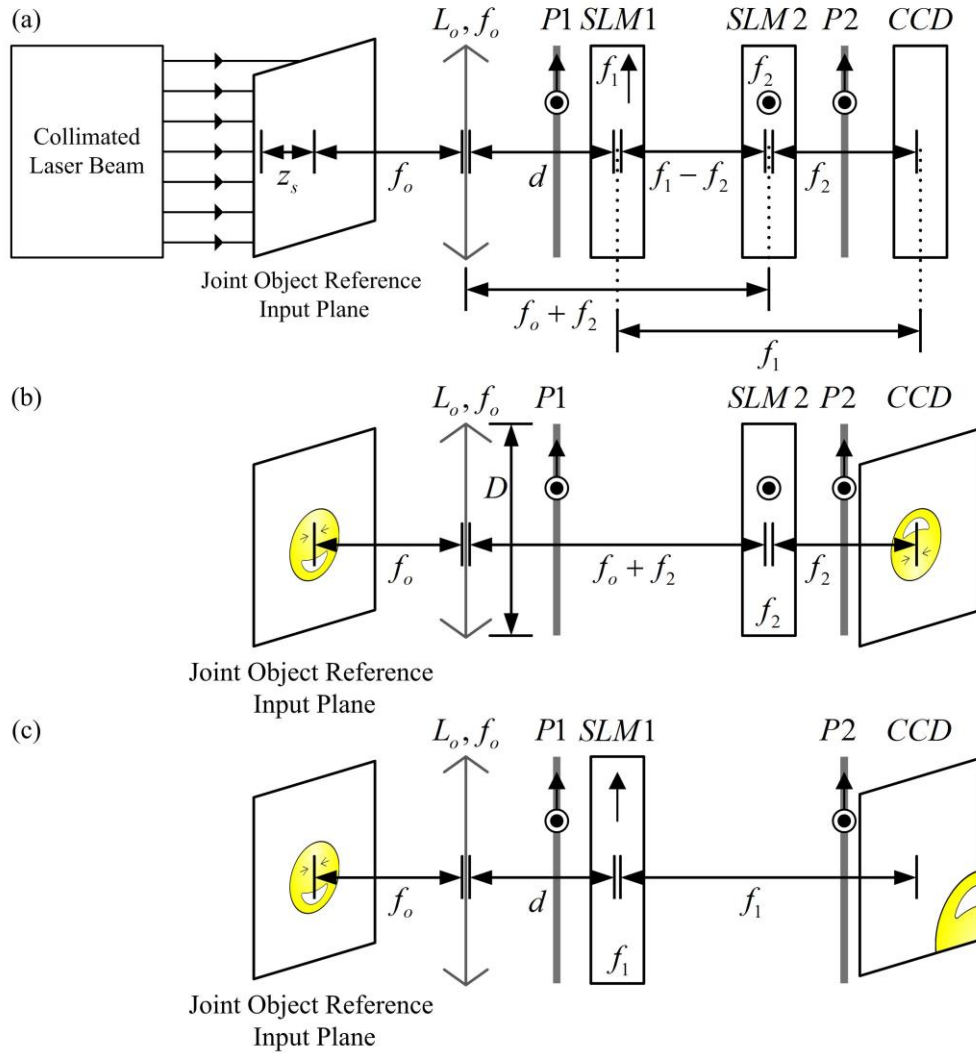 (a)
L_o, f_o
P1 SLM1
SLM2 P2 CCD
Collimated
Laser Beam
f_1
f_2
z_s
f_o
d
f_1 − f_2
f_2
Joint Object Reference
Input Plane
f_o + f_2
f_1
(b)
L_o, f_o P1
SLM2 P2 CCD
D
f_o
f_o + f_2
f_2
f_2
Joint Object Reference
Input Plane
(c)
L_o, f_o
P1 SLM1
P2 CCD
f_o
d
f_1
f_1
Joint Object Reference
Input Plane